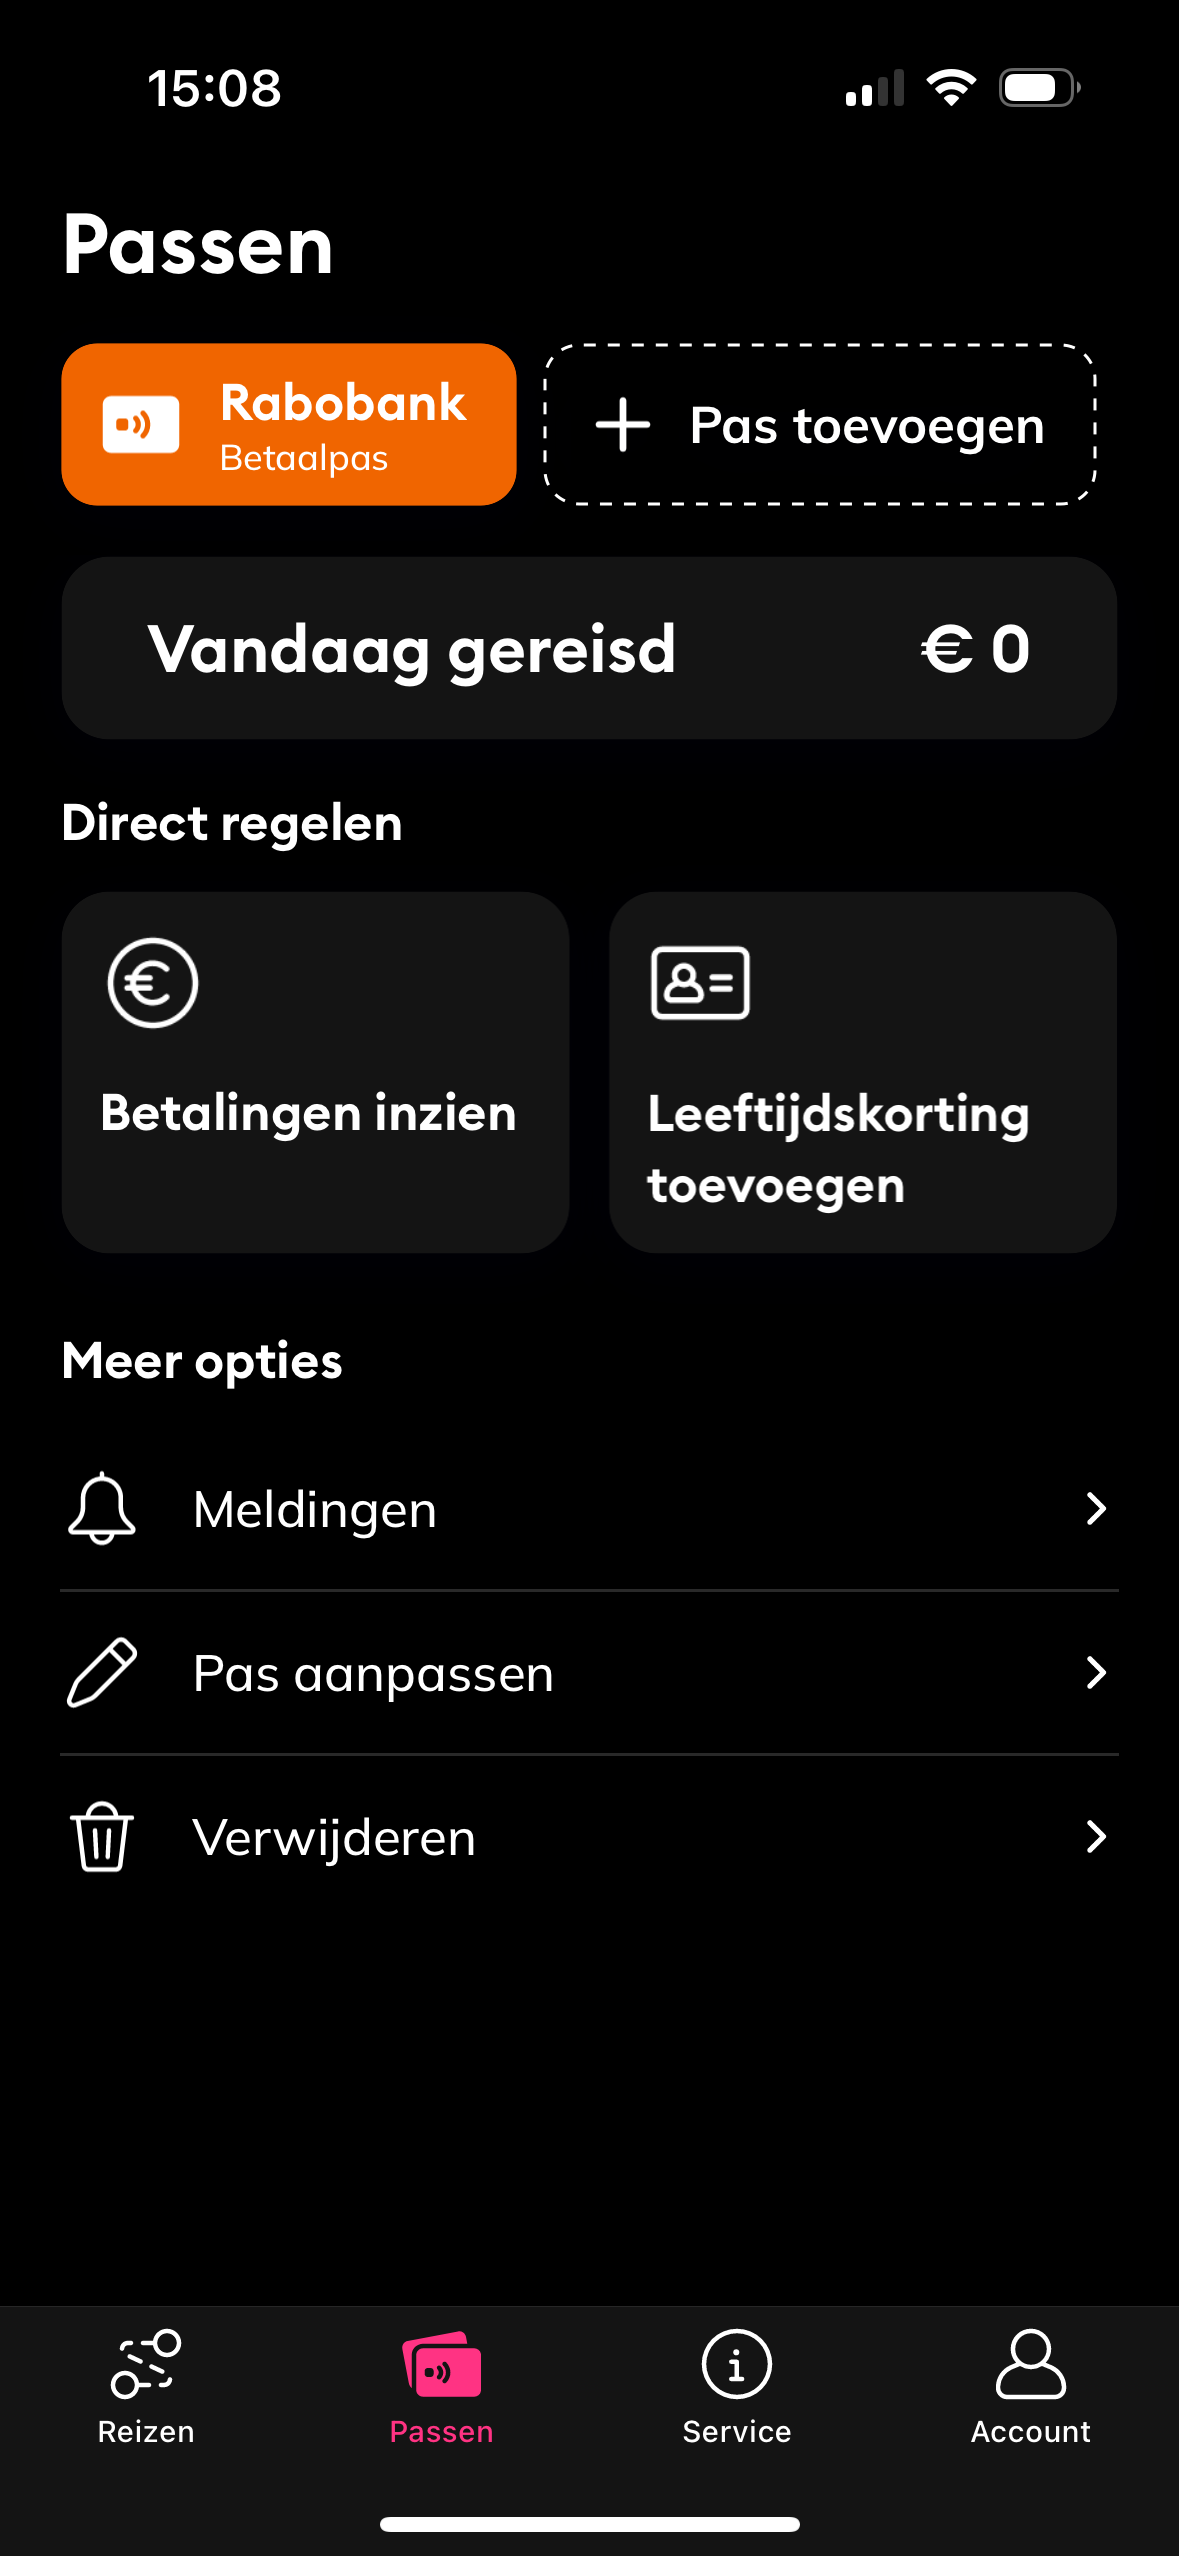 15:08
Passen
Rabobank
Betaalpas
Pas toevoegen
Vandaag gereisd € 0
Direct regelen
Betalingen inzien
Leeftijdskorting
toevoegen
Meer opties
Meldingen
Pas aanpassen
Verwijderen
Reizen Passen Service Account